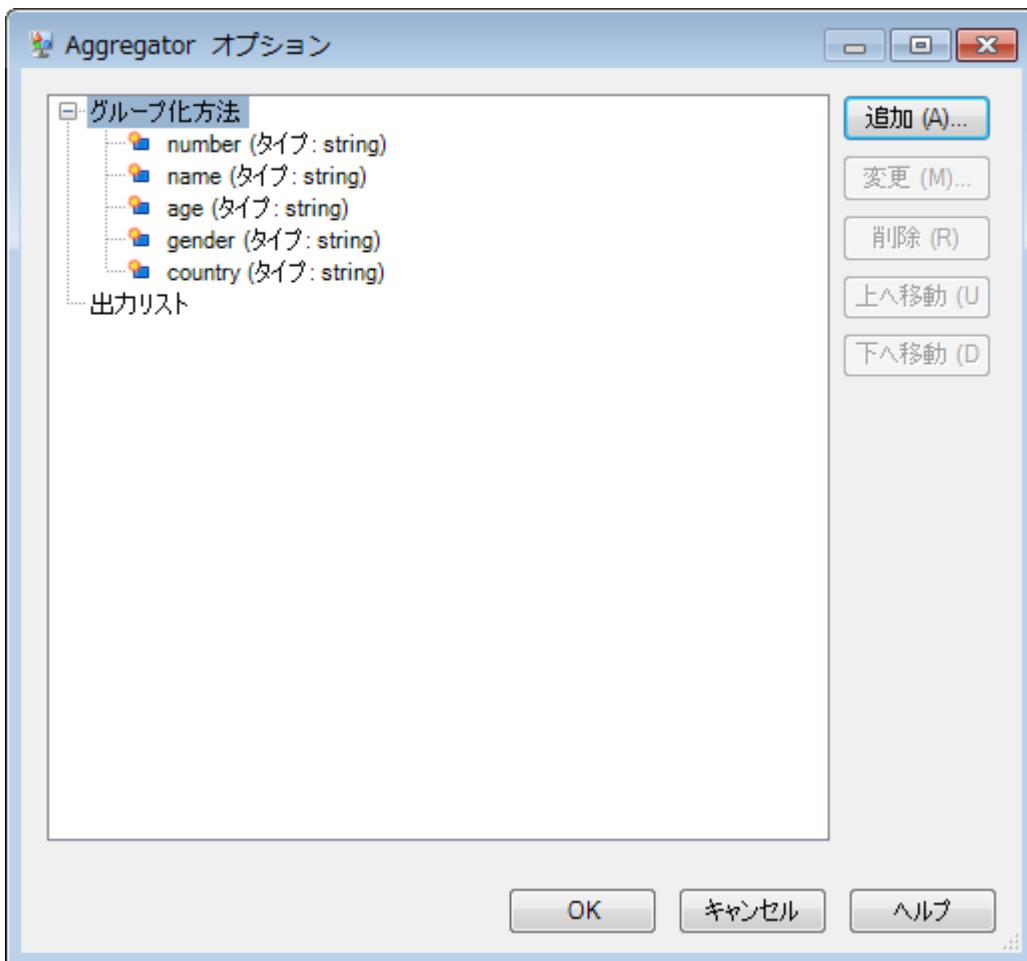 Aggregator オプション
グループ化方法
number (タイプ: string)
name (タイプ: string)
age (タイプ: string)
gender (タイプ: string)
country (タイプ: string)
出力リスト
追加 (A)...
変更 (M)...
削除 (R)
上へ移動 (U
下へ移動 (D
OK
キャンセル
ヘルプ